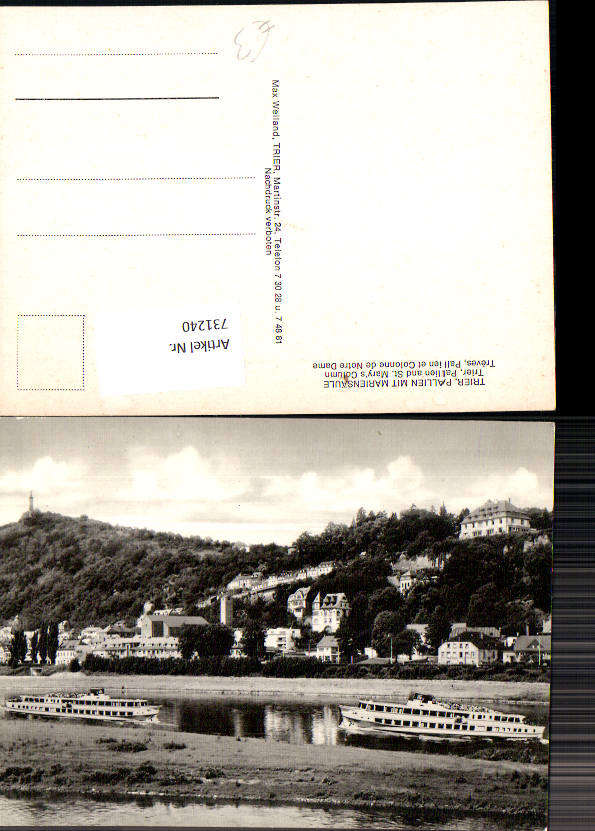 TRIER, PALLIEN MIT MARIENSÄULE
Trier, Pallien and St. Mary's Column
Trèves, Pallien et Colonne de Notre Dame
Max Weiland, TRIER, Martinstr. 24, Telefon 7 30 28 u. 7 48 81
Nachdruck verboten
Artikel Nr.
731240